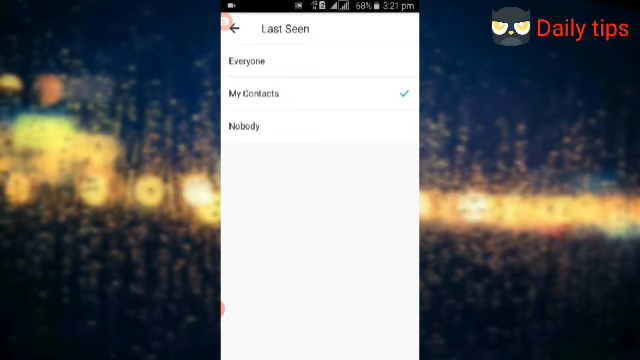 68% 3:21 pm
Daily tips
Last Seen
Everyone
My Contacts
Nobody